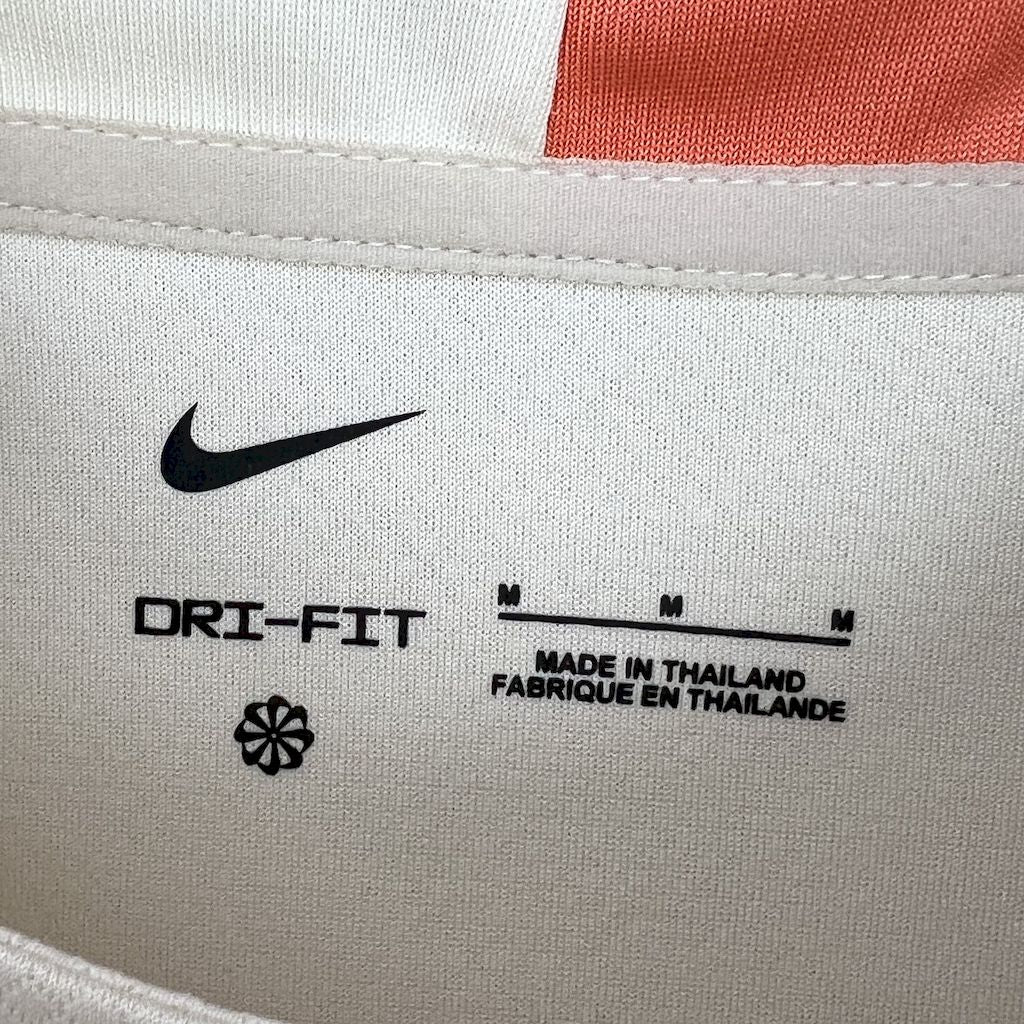 DRI-FIT
M M M
MADE IN THAILAND
FABRIQUE EN THAILANDE